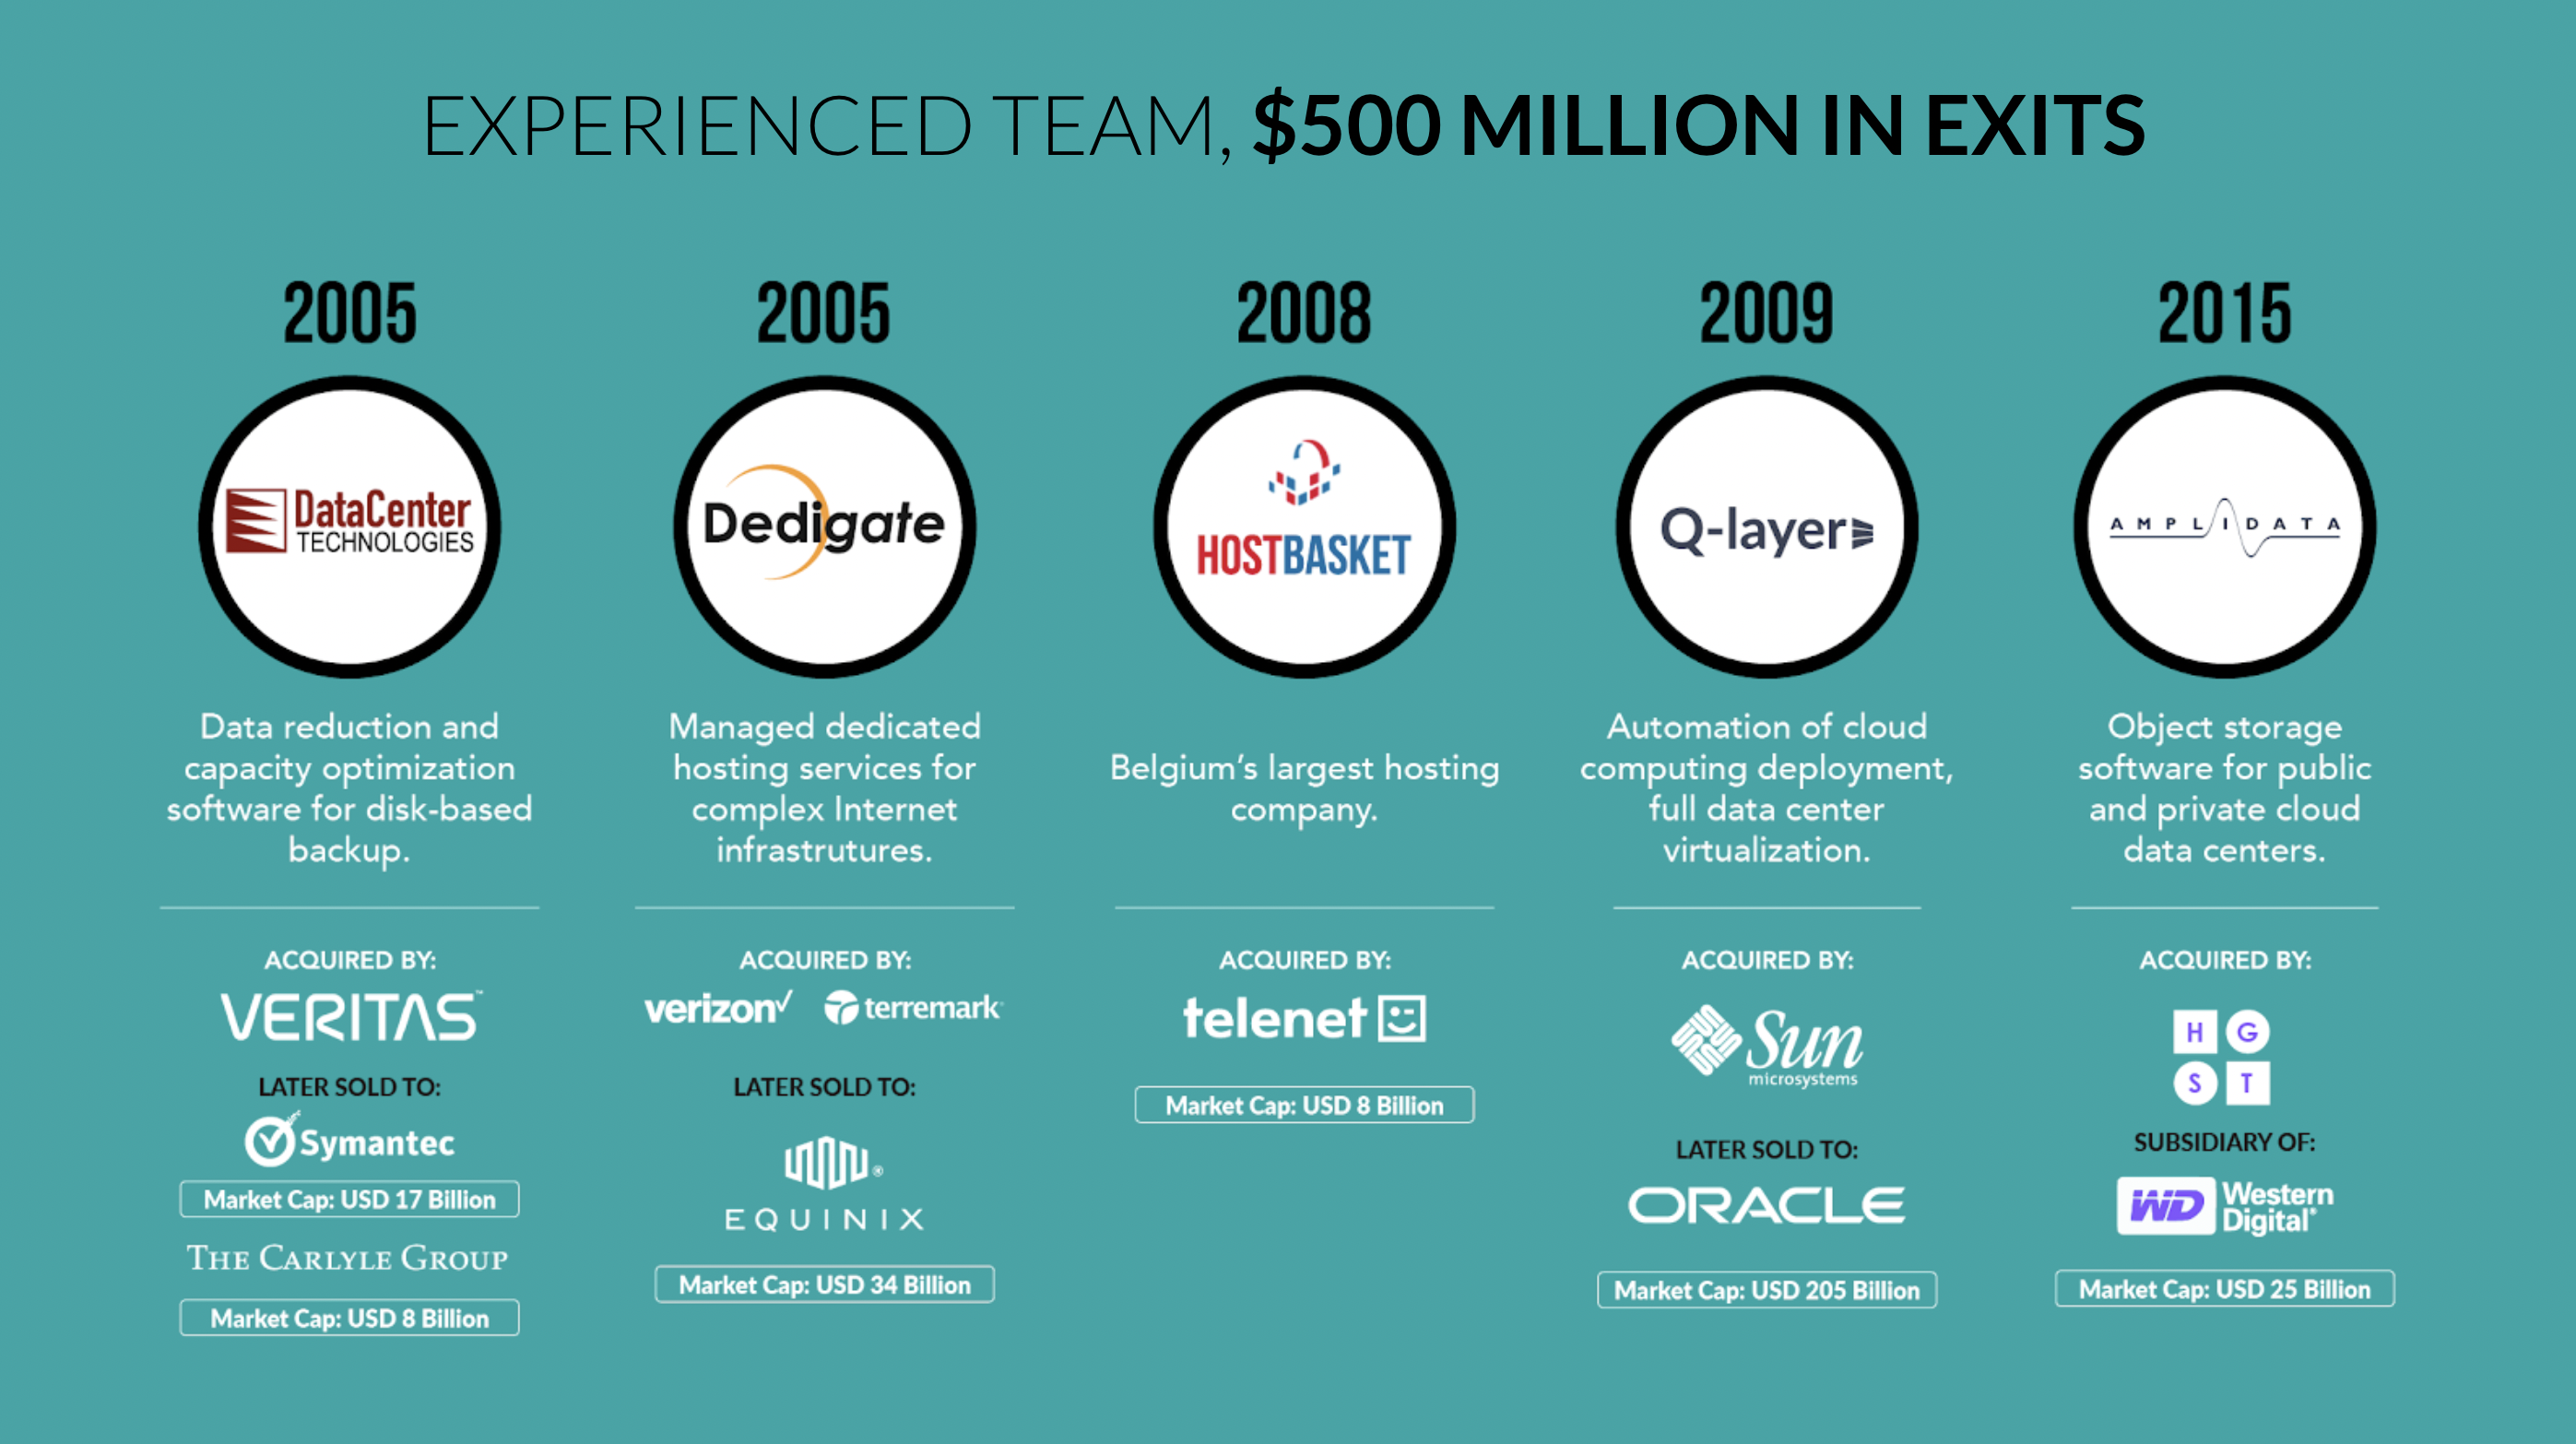 EXPERIENCED TEAM, $500 MILLION IN EXITS
2005
DataCenter
TECHNOLOGIES
Data reduction and
capacity optimization
software for disk-based
backup.
ACQUIRED BY:
VERITAS™
LATER SOLD TO:
Symantec
Market Cap: USD 17 Billion
THE CARLYLE GROUP
Market Cap: USD 8 Billion
2005
Dedigate
Managed dedicated
hosting services for
complex Internet
infrastrutures.
ACQUIRED BY:
verizon terremark
LATER SOLD TO:
EQUINIX
Market Cap: USD 34 Billion
2008
HOSTBASKET
Belgium's largest hosting
company.
ACQUIRED BY:
telenet
Market Cap: USD 8 Billion
2009
Q-layer
Automation of cloud
computing deployment,
full data center
virtualization.
ACQUIRED BY:
Sun
microsystems
LATER SOLD TO:
ORACLE
Market Cap: USD 205 Billion
2015
AMPLIDATA
Object storage
software for public
and private cloud
data centers.
ACQUIRED BY:
H G
S T
SUBSIDIARY OF:
WD Western
Digital®
Market Cap: USD 25 Billion